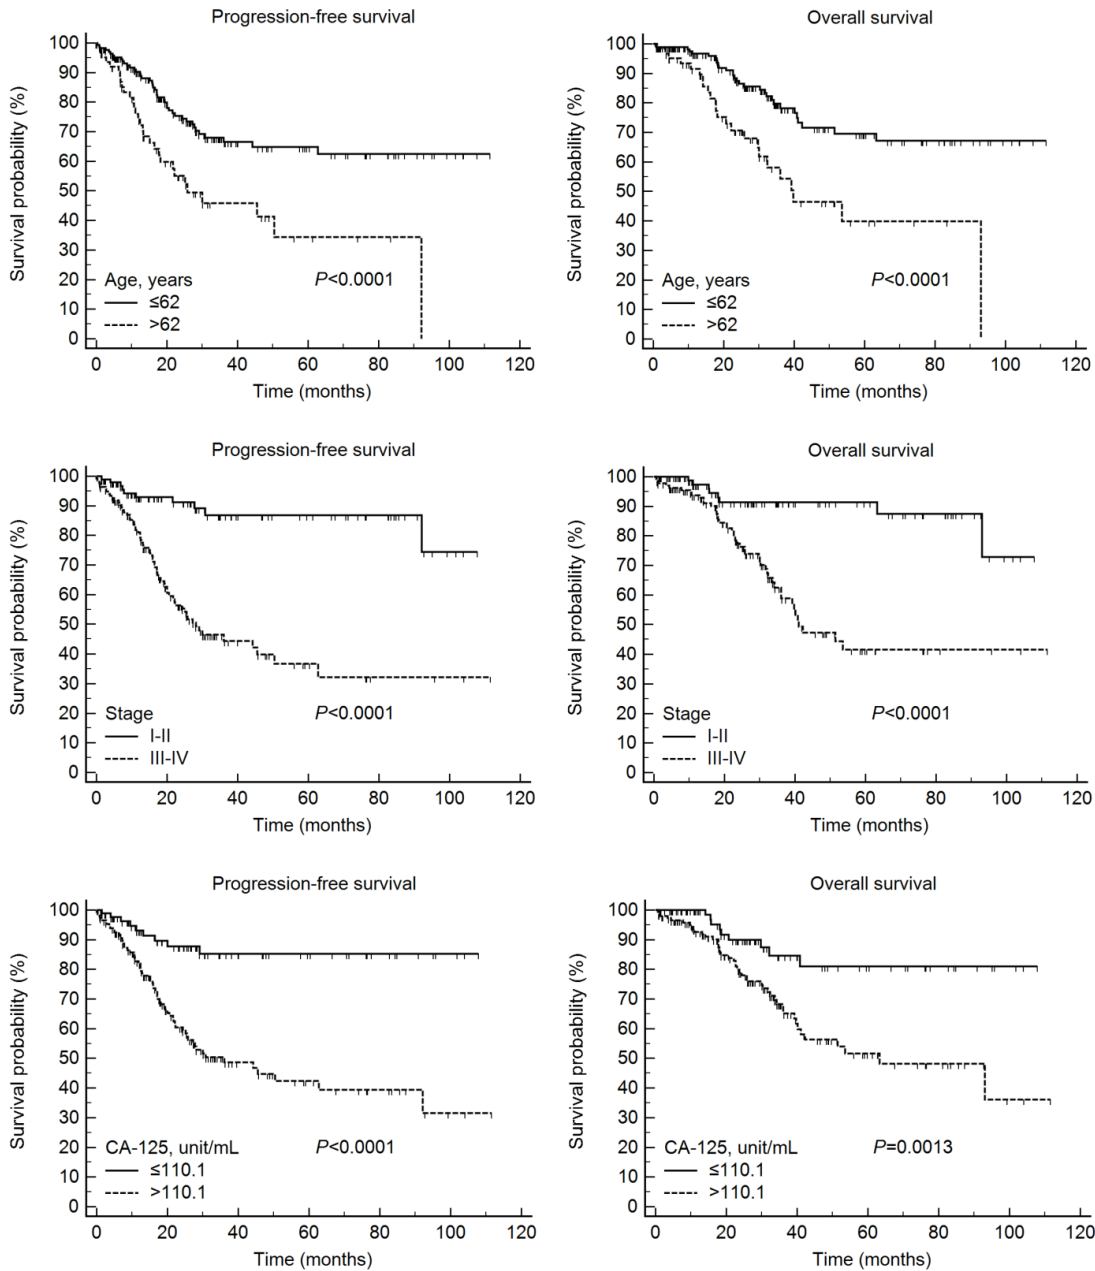 Progression-free survival
Survival probability (%)
100
90
80
70
60
50
40
30
20
10
0
Age, years
≤62
>62
P<0.0001
0 20 40 60 80 100 120
Time (months)
Overall survival
Survival probability (%)
100
90
80
70
60
50
40
30
20
10
0
Age, years
≤62
>62
P<0.0001
0 20 40 60 80 100 120
Time (months)
Progression-free survival
Survival probability (%)
100
90
80
70
60
50
40
30
20
10
0
Stage
I-II
III-IV
P<0.0001
0 20 40 60 80 100 120
Time (months)
Overall survival
Survival probability (%)
100
90
80
70
60
50
40
30
20
10
0
Stage
I-II
III-IV
P<0.0001
0 20 40 60 80 100 120
Time (months)
Progression-free survival
Survival probability (%)
100
90
80
70
60
50
40
30
20
10
0
CA-125, unit/mL
≤110.1
>110.1
P<0.0001
0 20 40 60 80 100 120
Time (months)
Overall survival
Survival probability (%)
100
90
80
70
60
50
40
30
20
10
0
CA-125, unit/mL
≤110.1
>110.1
P=0.0013
0 20 40 60 80 100 120
Time (months)